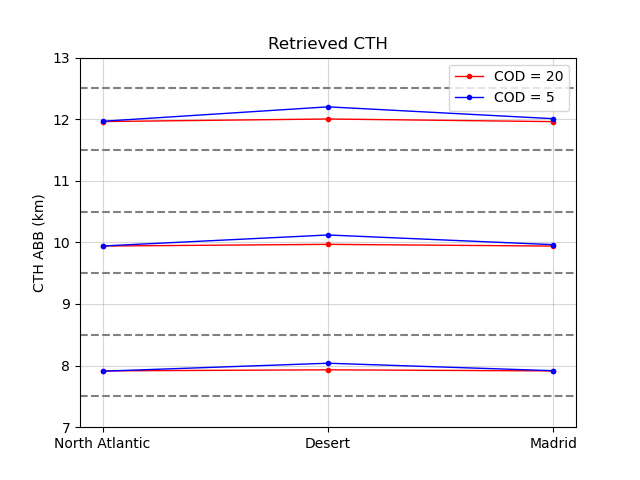 Retrieved CTH
COD = 20
COD = 5
CTH ABB (km)
13
12
11
10
9
8
7
North Atlantic
Desert
Madrid